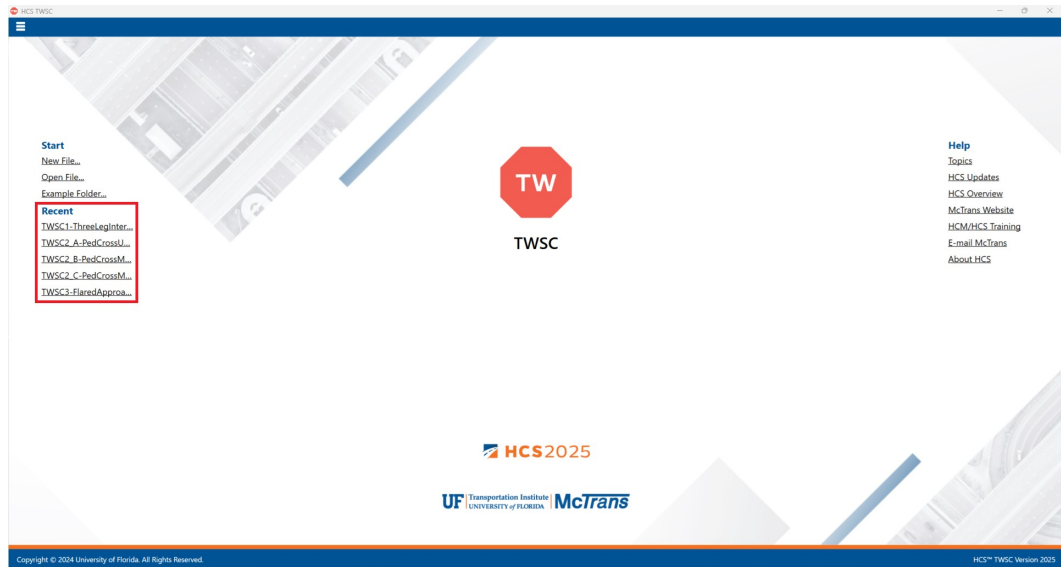 HCS TWSC
Start
New File...
Open File...
Example Folder...
Recent
TWSC1-ThreeLegInter...
TWSC2_A-PedCrossU...
TWSC2_B-PedCrossM...
TWSC2_C-PedCrossM...
TWSC3-FlaredApproa...
TW
TWSC
Help
Topics
HCS Updates
HCS Overview
McTrans Website
HCM/HCS Training
E-mail McTrans
About HCS
HCS2025
UF Transportation Institute McTrans
UNIVERSITY of FLORIDA
Copyright © 2024 University of Florida. All Rights Reserved.
HCS™ TWSC Version 2025